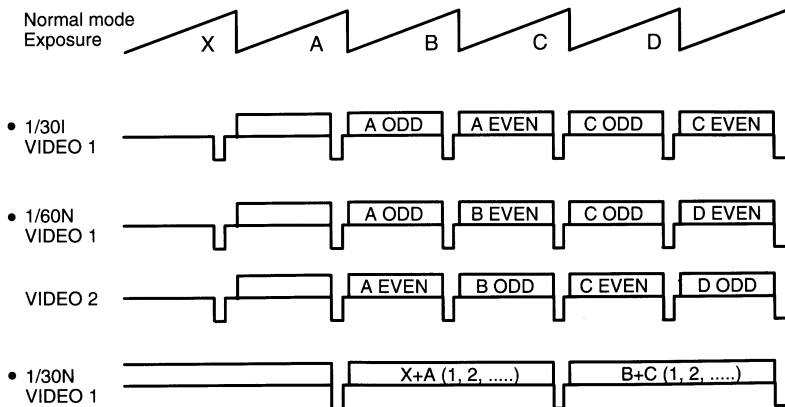 Normal mode
Exposure
X A B C D
• 1/30I
VIDEO 1
A ODD A EVEN C ODD C EVEN
• 1/60N
VIDEO 1
A ODD B EVEN C ODD D EVEN
VIDEO 2
A EVEN B ODD C EVEN D ODD
• 1/30N
VIDEO 1
X+A (1, 2, .....) B+C (1, 2, .....)